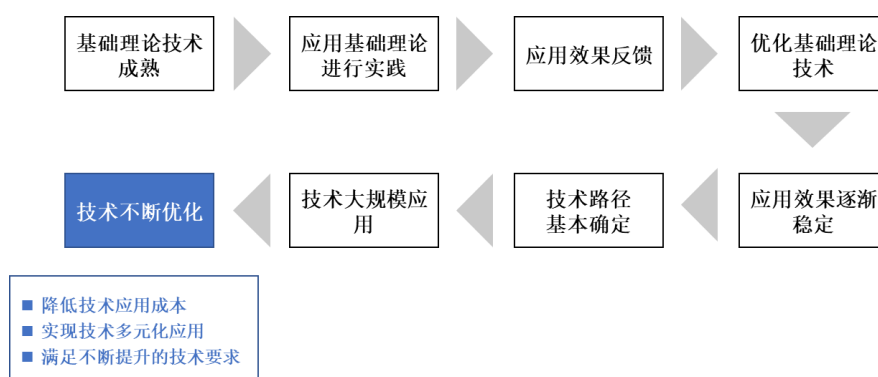 基础理论技术
成熟
应用基础理论
进行实践
应用效果反馈
优化基础理论
技术
应用效果逐渐
稳定
技术路径
基本确定
技术大规模应
用
技术不断优化
降低技术应用成本
实现技术多元化应用
满足不断提升的技术要求